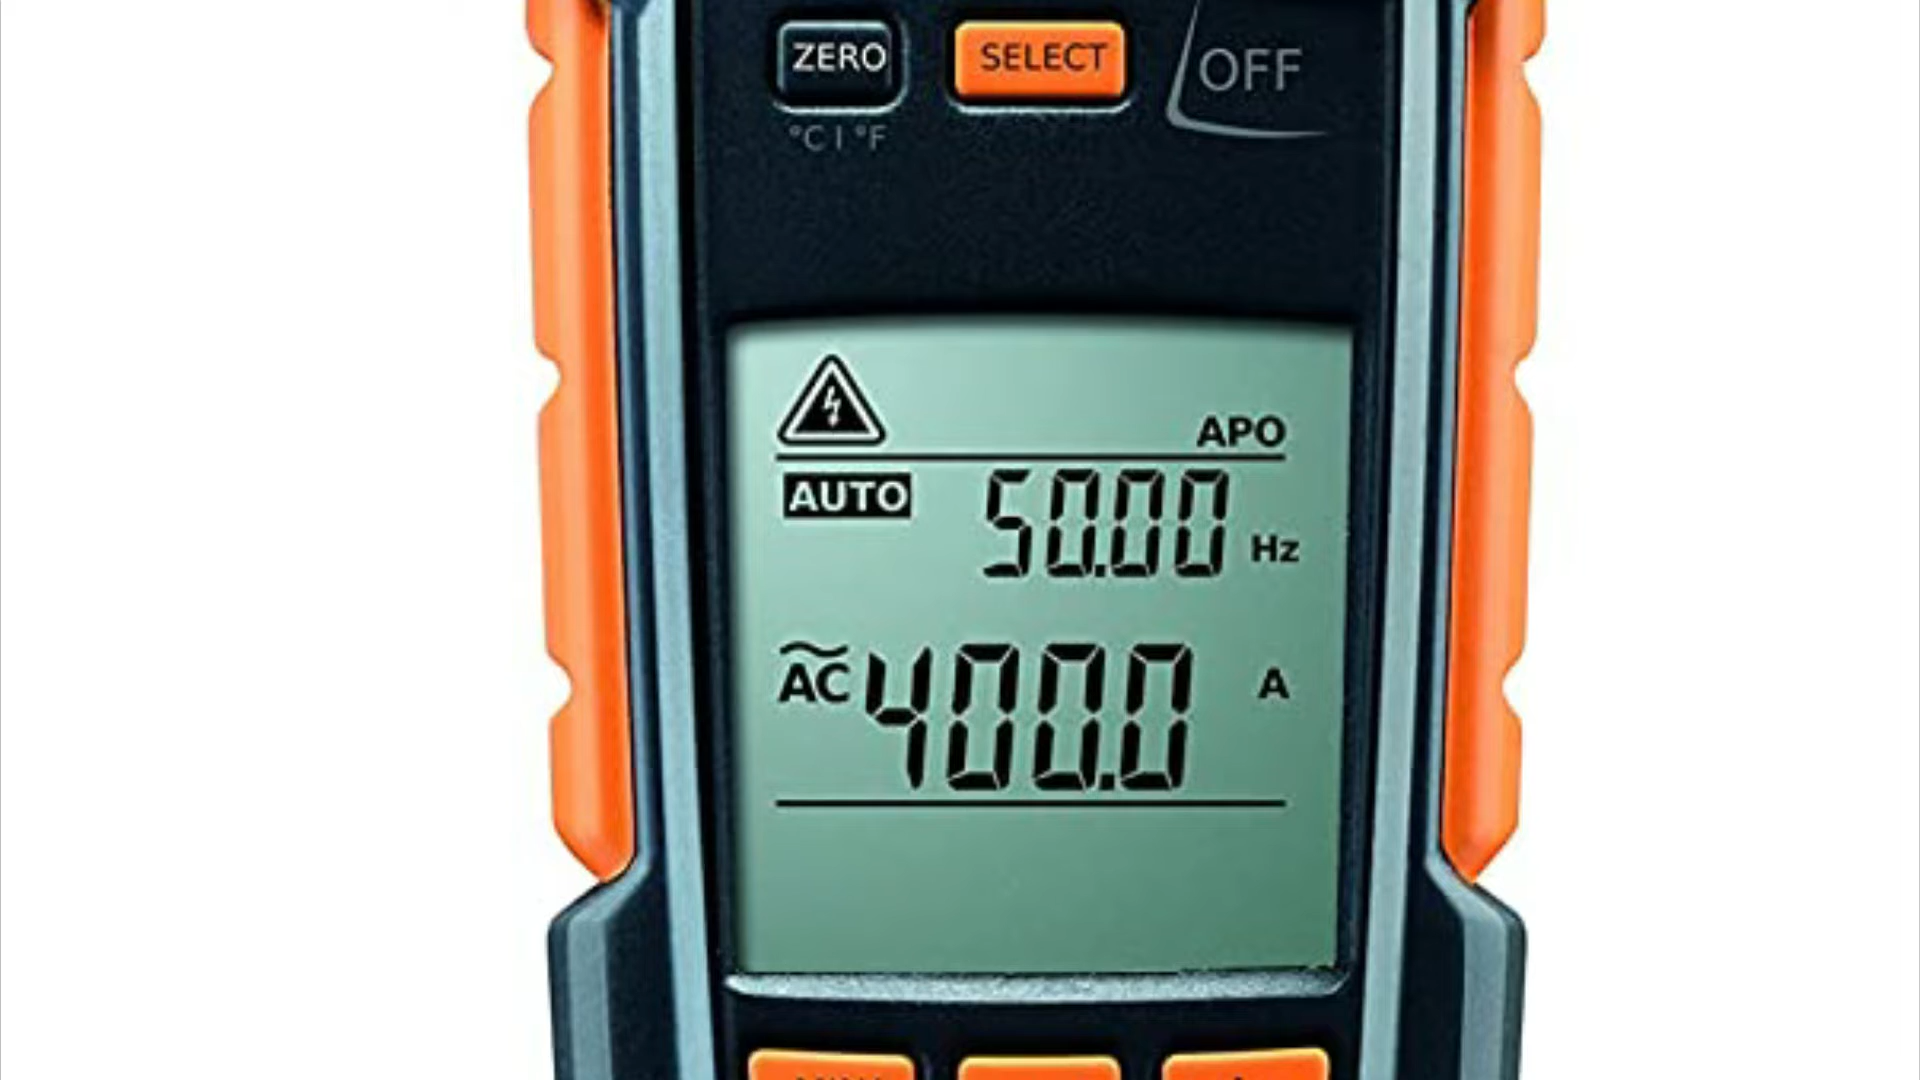 ZERO
SELECT
OFF
°C | °F
APO
AUTO
50.00 Hz
AC 400.0 A